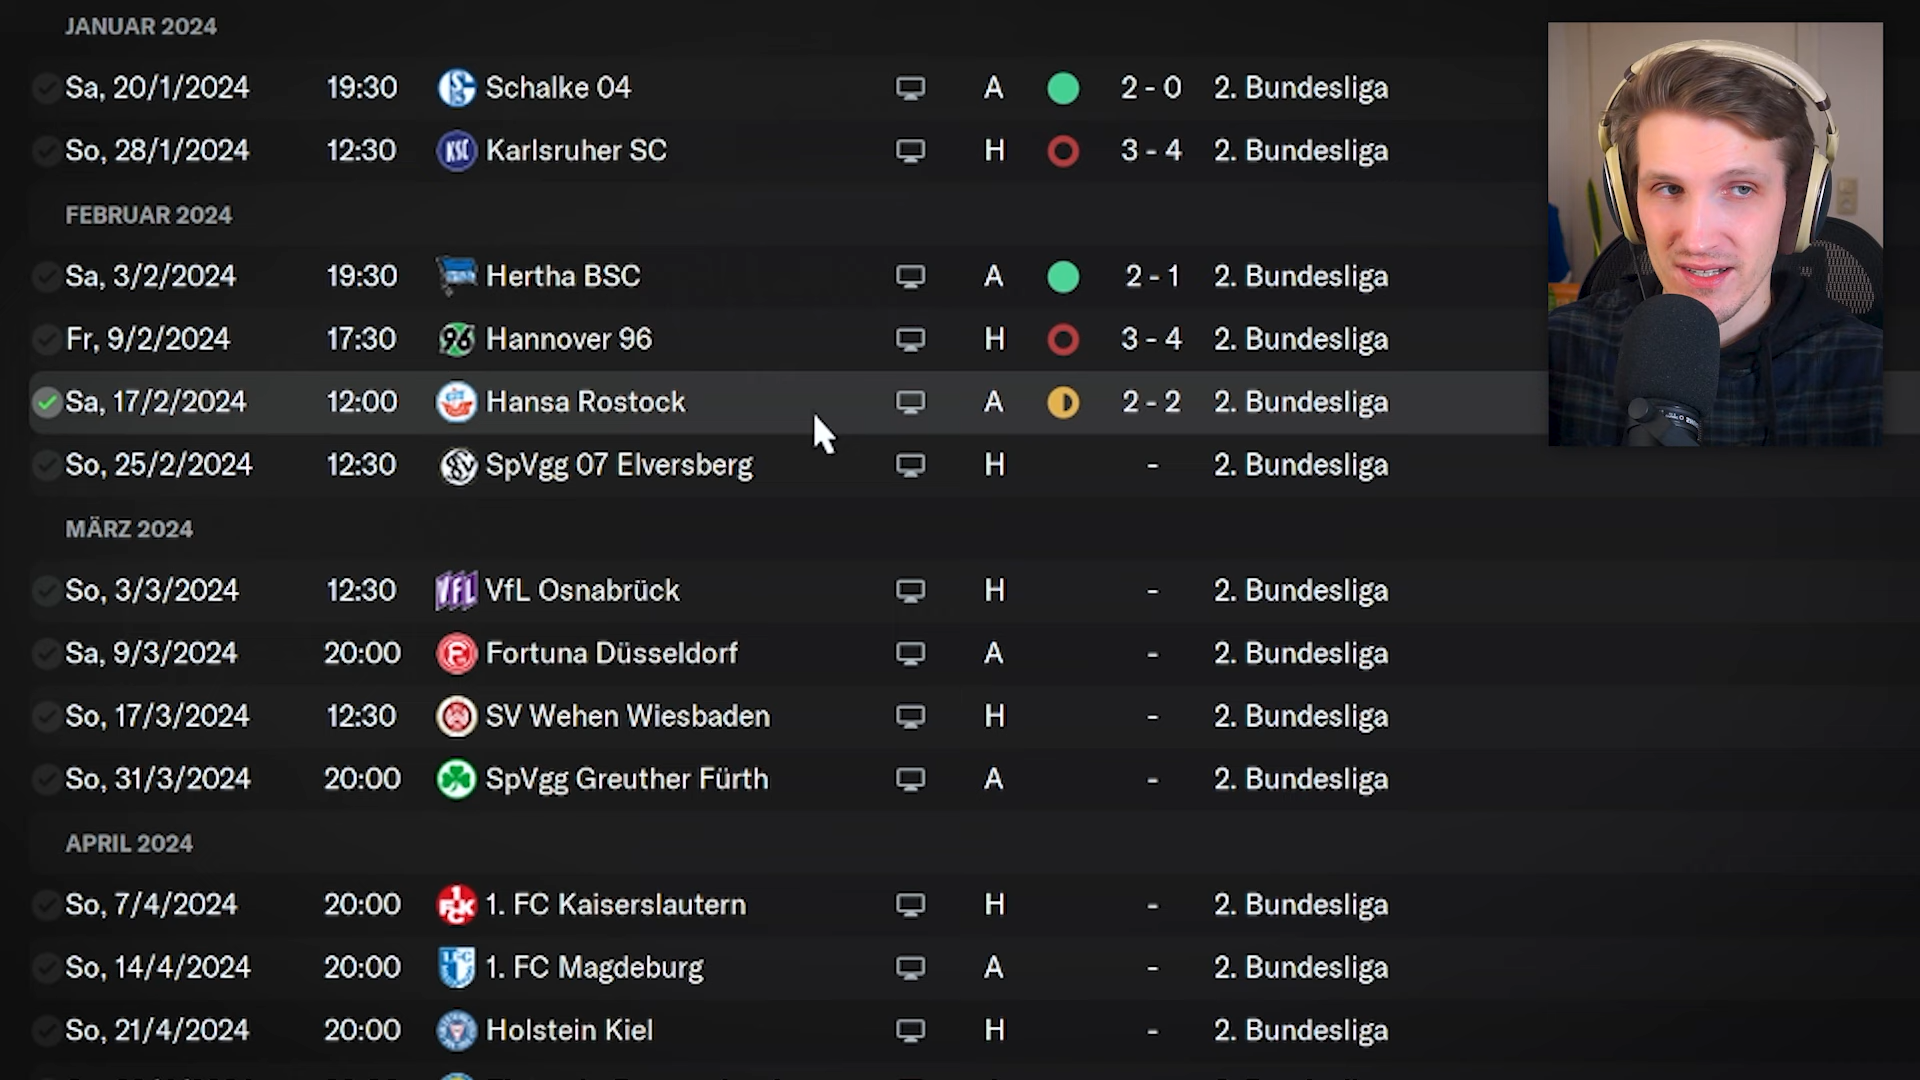 JANUAR 2024
Sa, 20/1/2024 19:30 Schalke 04 A 2 - 0 2. Bundesliga
So, 28/1/2024 12:30 KSC Karlsruher SC H 3 - 4 2. Bundesliga
FEBRUAR 2024
Sa, 3/2/2024 19:30 Hertha BSC A 2 - 1 2. Bundesliga
Fr, 9/2/2024 17:30 96 Hannover 96 H 3 - 4 2. Bundesliga
Sa, 17/2/2024 12:00 Hansa Rostock A 2 - 2 2. Bundesliga
So, 25/2/2024 12:30 SpVgg 07 Elversberg H - 2. Bundesliga
MÄRZ 2024
So, 3/3/2024 12:30 VFL VfL Osnabrück H - 2. Bundesliga
Sa, 9/3/2024 20:00 Fortuna Düsseldorf A - 2. Bundesliga
So, 17/3/2024 12:30 SV Wehen Wiesbaden H - 2. Bundesliga
So, 31/3/2024 20:00 SpVgg Greuther Fürth A - 2. Bundesliga
APRIL 2024
So, 7/4/2024 20:00 1 FCK 1. FC Kaiserslautern H - 2. Bundesliga
So, 14/4/2024 20:00 1. FC Magdeburg A - 2. Bundesliga
So, 21/4/2024 20:00 Holstein Kiel H - 2. Bundesliga